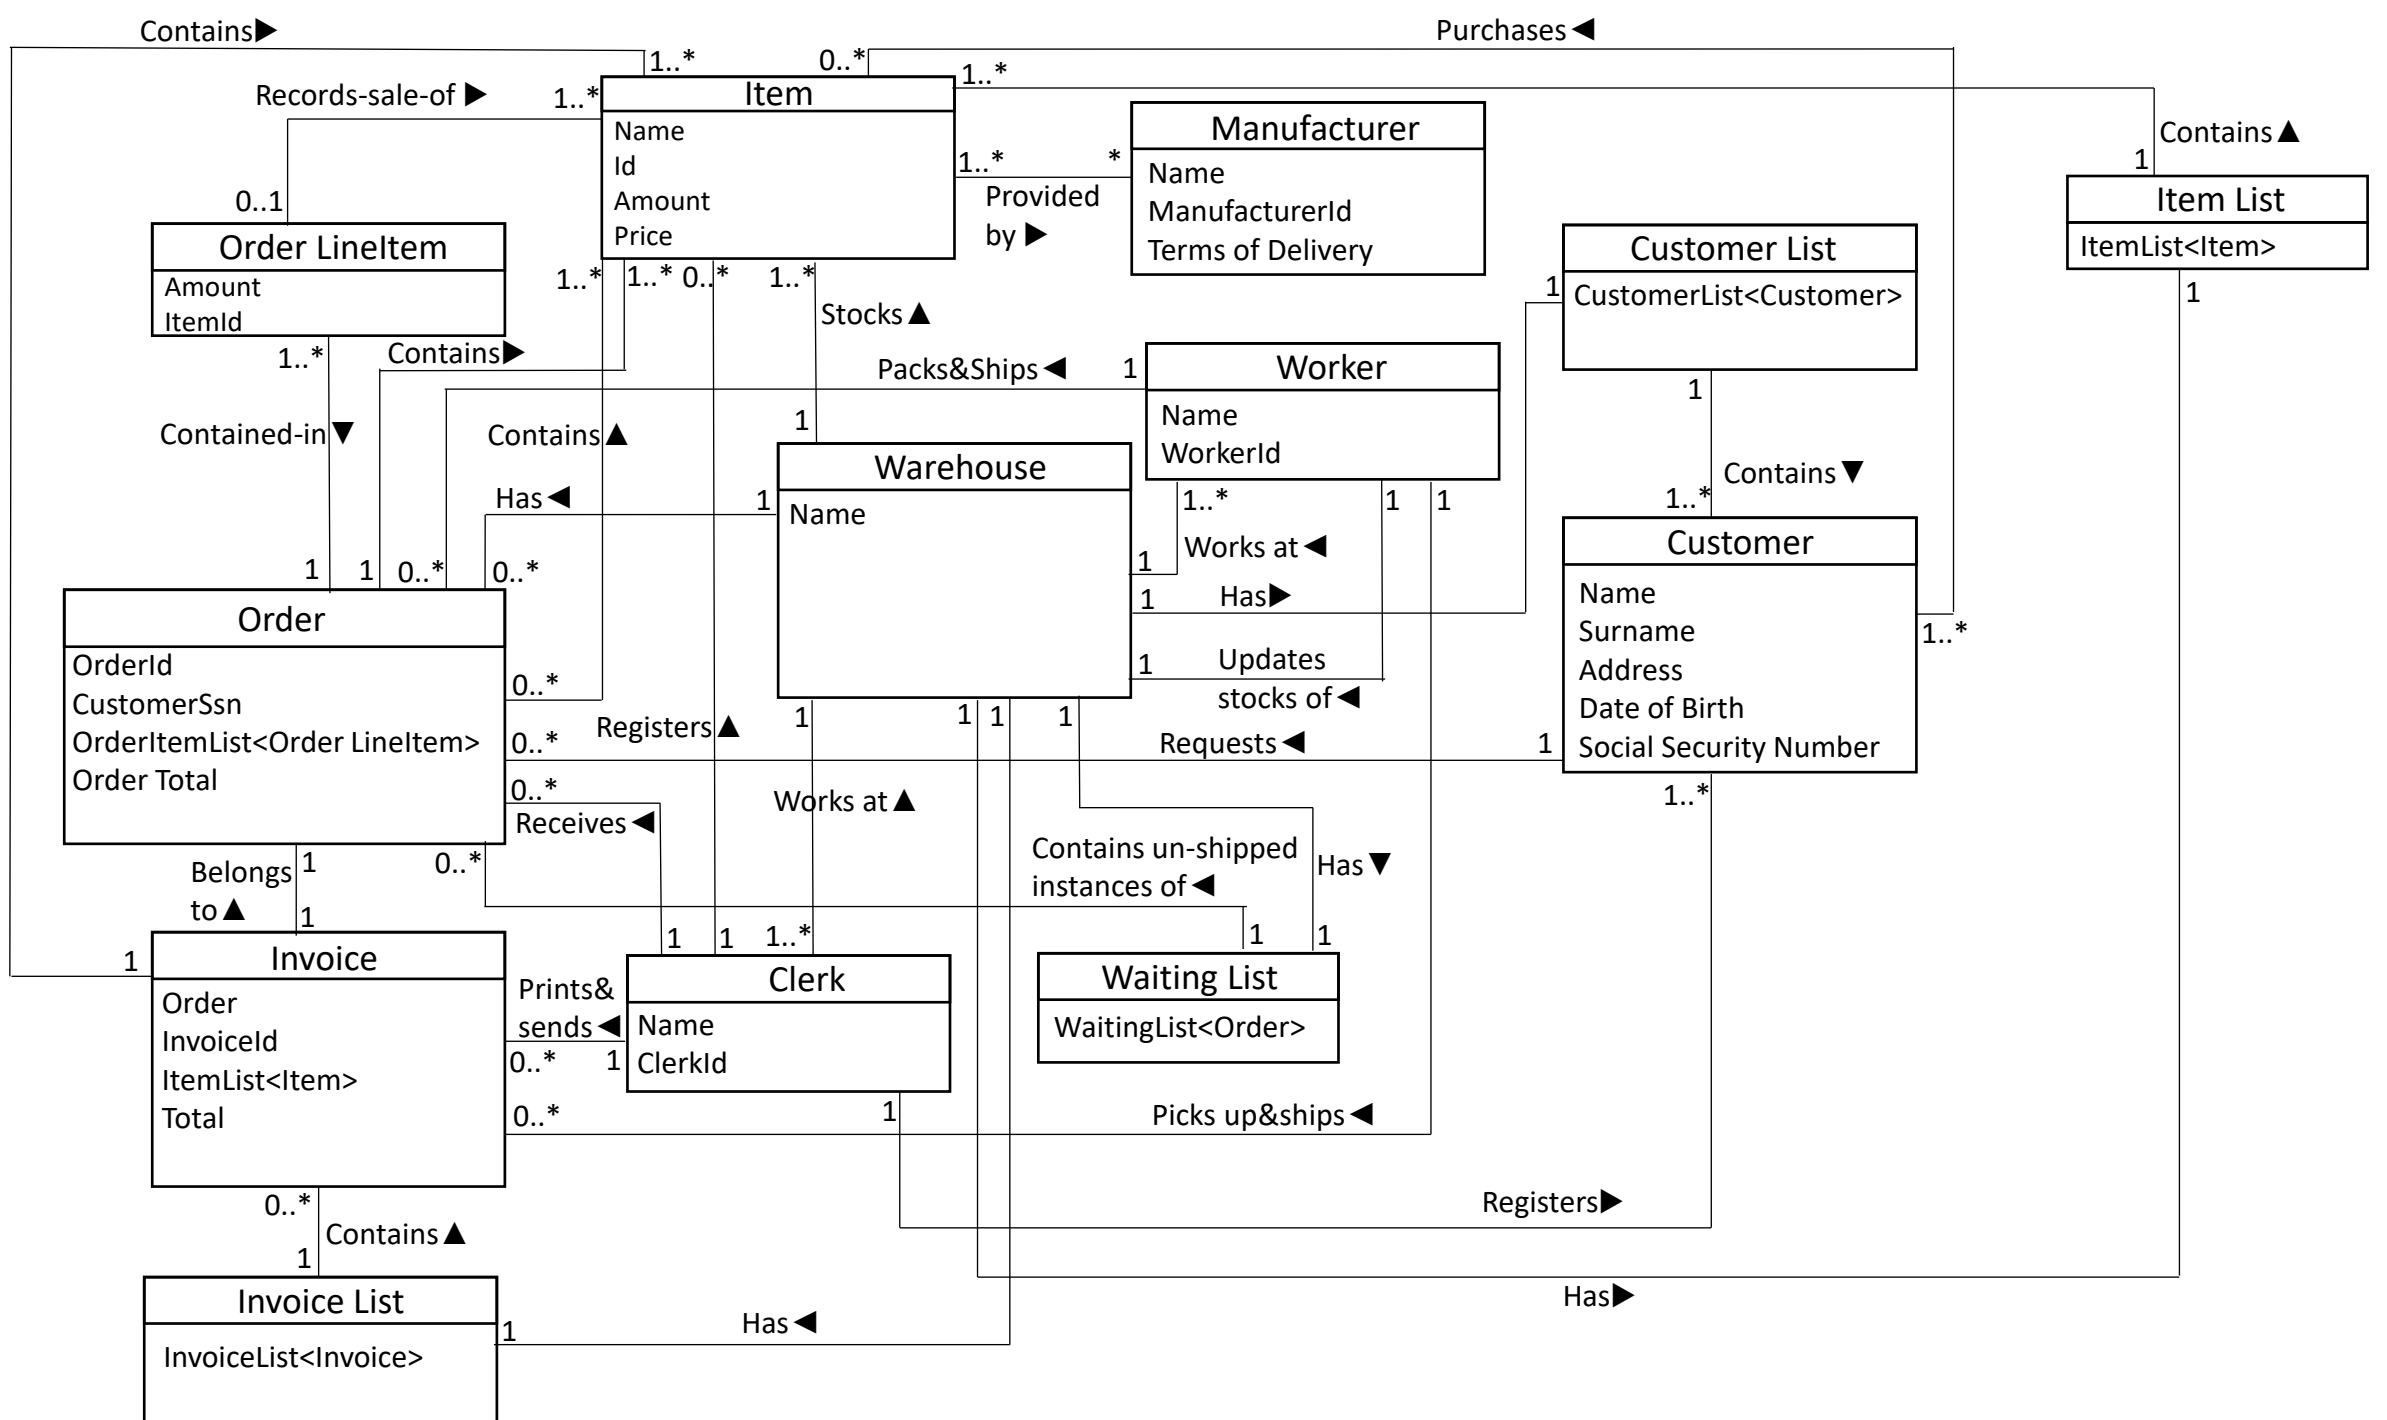 Contains▶
Purchases◀
1..*
0..*
1..*
Records-sale-of ▶
1..*
Item
Name
Id
Amount
Price
Manufacturer
Name
ManufacturerId
Terms of Delivery
1..*
*
Provided
by ▶
Contains▲
1
Item List
ItemList<Item>
1
0..1
Order LineItem
Amount
ItemId
1..*
Contains▶
1..*
1..*
0..*
1..*
Stocks▲
Customer List
CustomerList<Customer>
1
1
Contains▼
1..*
Packs&Ships◀
1
Worker
Name
WorkerId
Contained-in▼
Contains▲
1
Has◀
1
Warehouse
Name
1..*
1
1
Works at◀
1
1
Has▶
1
Updates
stocks of◀
Customer
Name
Surname
Address
Date of Birth
Social Security Number
1..*
1
1
0..*
0..*
Order
OrderId
CustomerSsn
OrderItemList<Order LineItem>
Order Total
0..*
Registers▲
1
1
1
1
0..*
Requests◀
1
0..*
Receives◀
Works at▲
1..*
Belongs
to▲
1
0..*
1
Contains un-shipped
instances of◀
Has▼
1
1
1..*
1
1
1
Invoice
Order
InvoiceId
ItemList<Item>
Total
Prints&
sends◀
0..*
1
Clerk
Name
ClerkId
Waiting List
WaitingList<Order>
0..*
1
Picks up&ships◀
Registers▶
0..*
Contains▲
1
Invoice List
InvoiceList<Invoice>
1
Has◀
Has▶